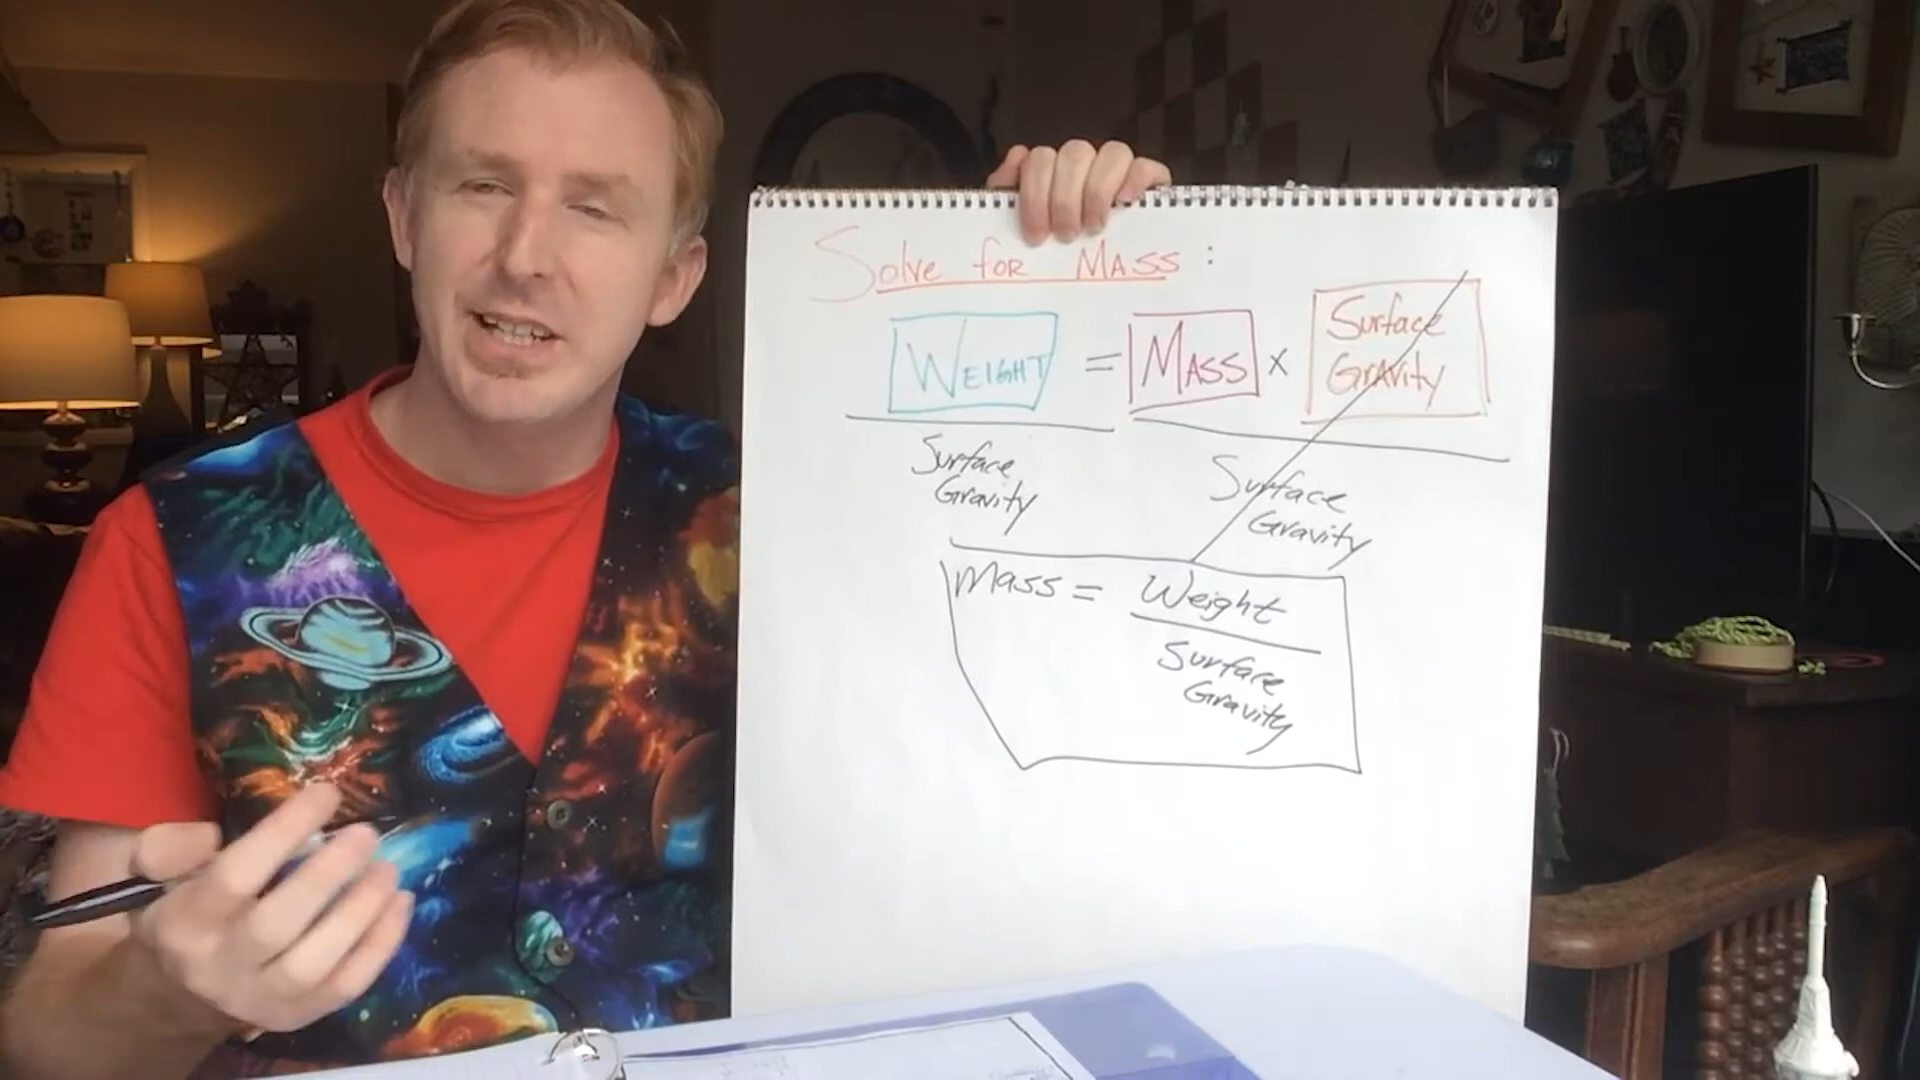 Solve for Mass:
WEIGHT = MASS x Surface Gravity
Surface Gravity
Surface Gravity
Mass = Weight
Surface Gravity